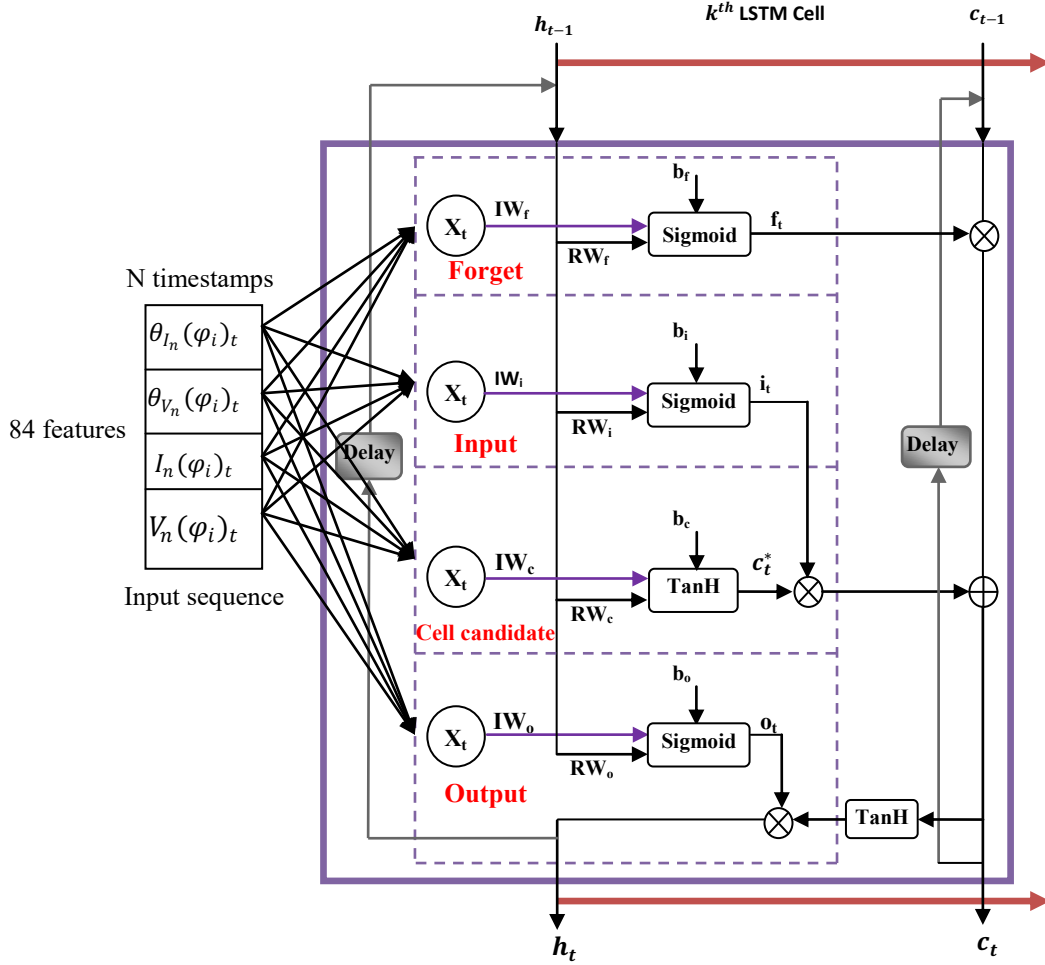 kᵗʰ LSTM Cell
hₜ₋₁
cₜ₋₁
b_f
IW_f
f_t
X_t
Sigmoid
RW_f
Forget
N timestamps
θ_{I_n}(φ_i)_t
θ_{V_n}(φ_i)_t
84 features
I_n(φ_i)_t
V_n(φ_i)_t
Input sequence
b_i
IW_i
i_t
X_t
Sigmoid
RW_i
Input
Delay
Delay
b_c
IW_c
c_t^*
X_t
TanH
RW_c
Cell candidate
b_o
IW_o
o_t
X_t
Sigmoid
RW_o
Output
TanH
h_t
c_t